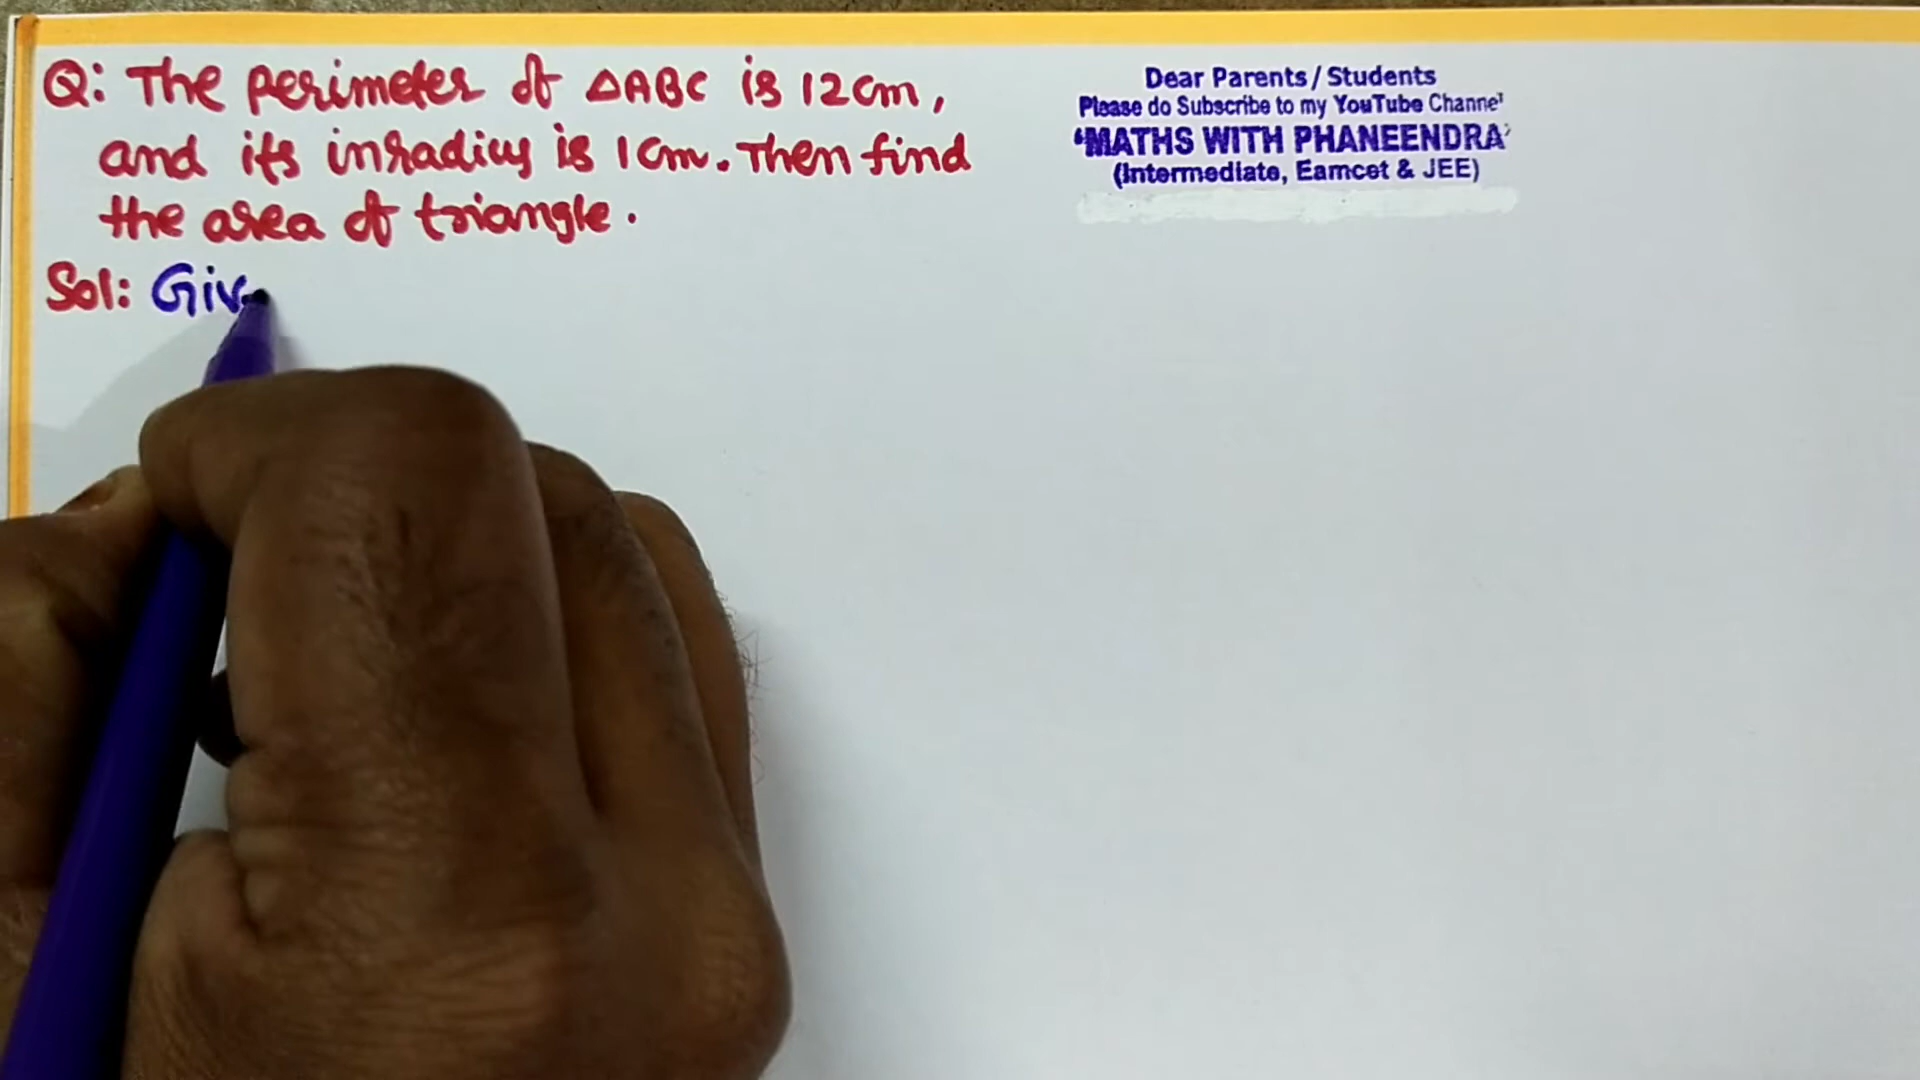 Q: The perimeter of △ABC is 12cm,
and its inradius is 1cm. Then find
the area of triangle.
Sol: Giv
Dear Parents / Students
Please do Subscribe to my YouTube Channel
'MATHS WITH PHANEENDRA'
(Intermediate, Eamcet & JEE)